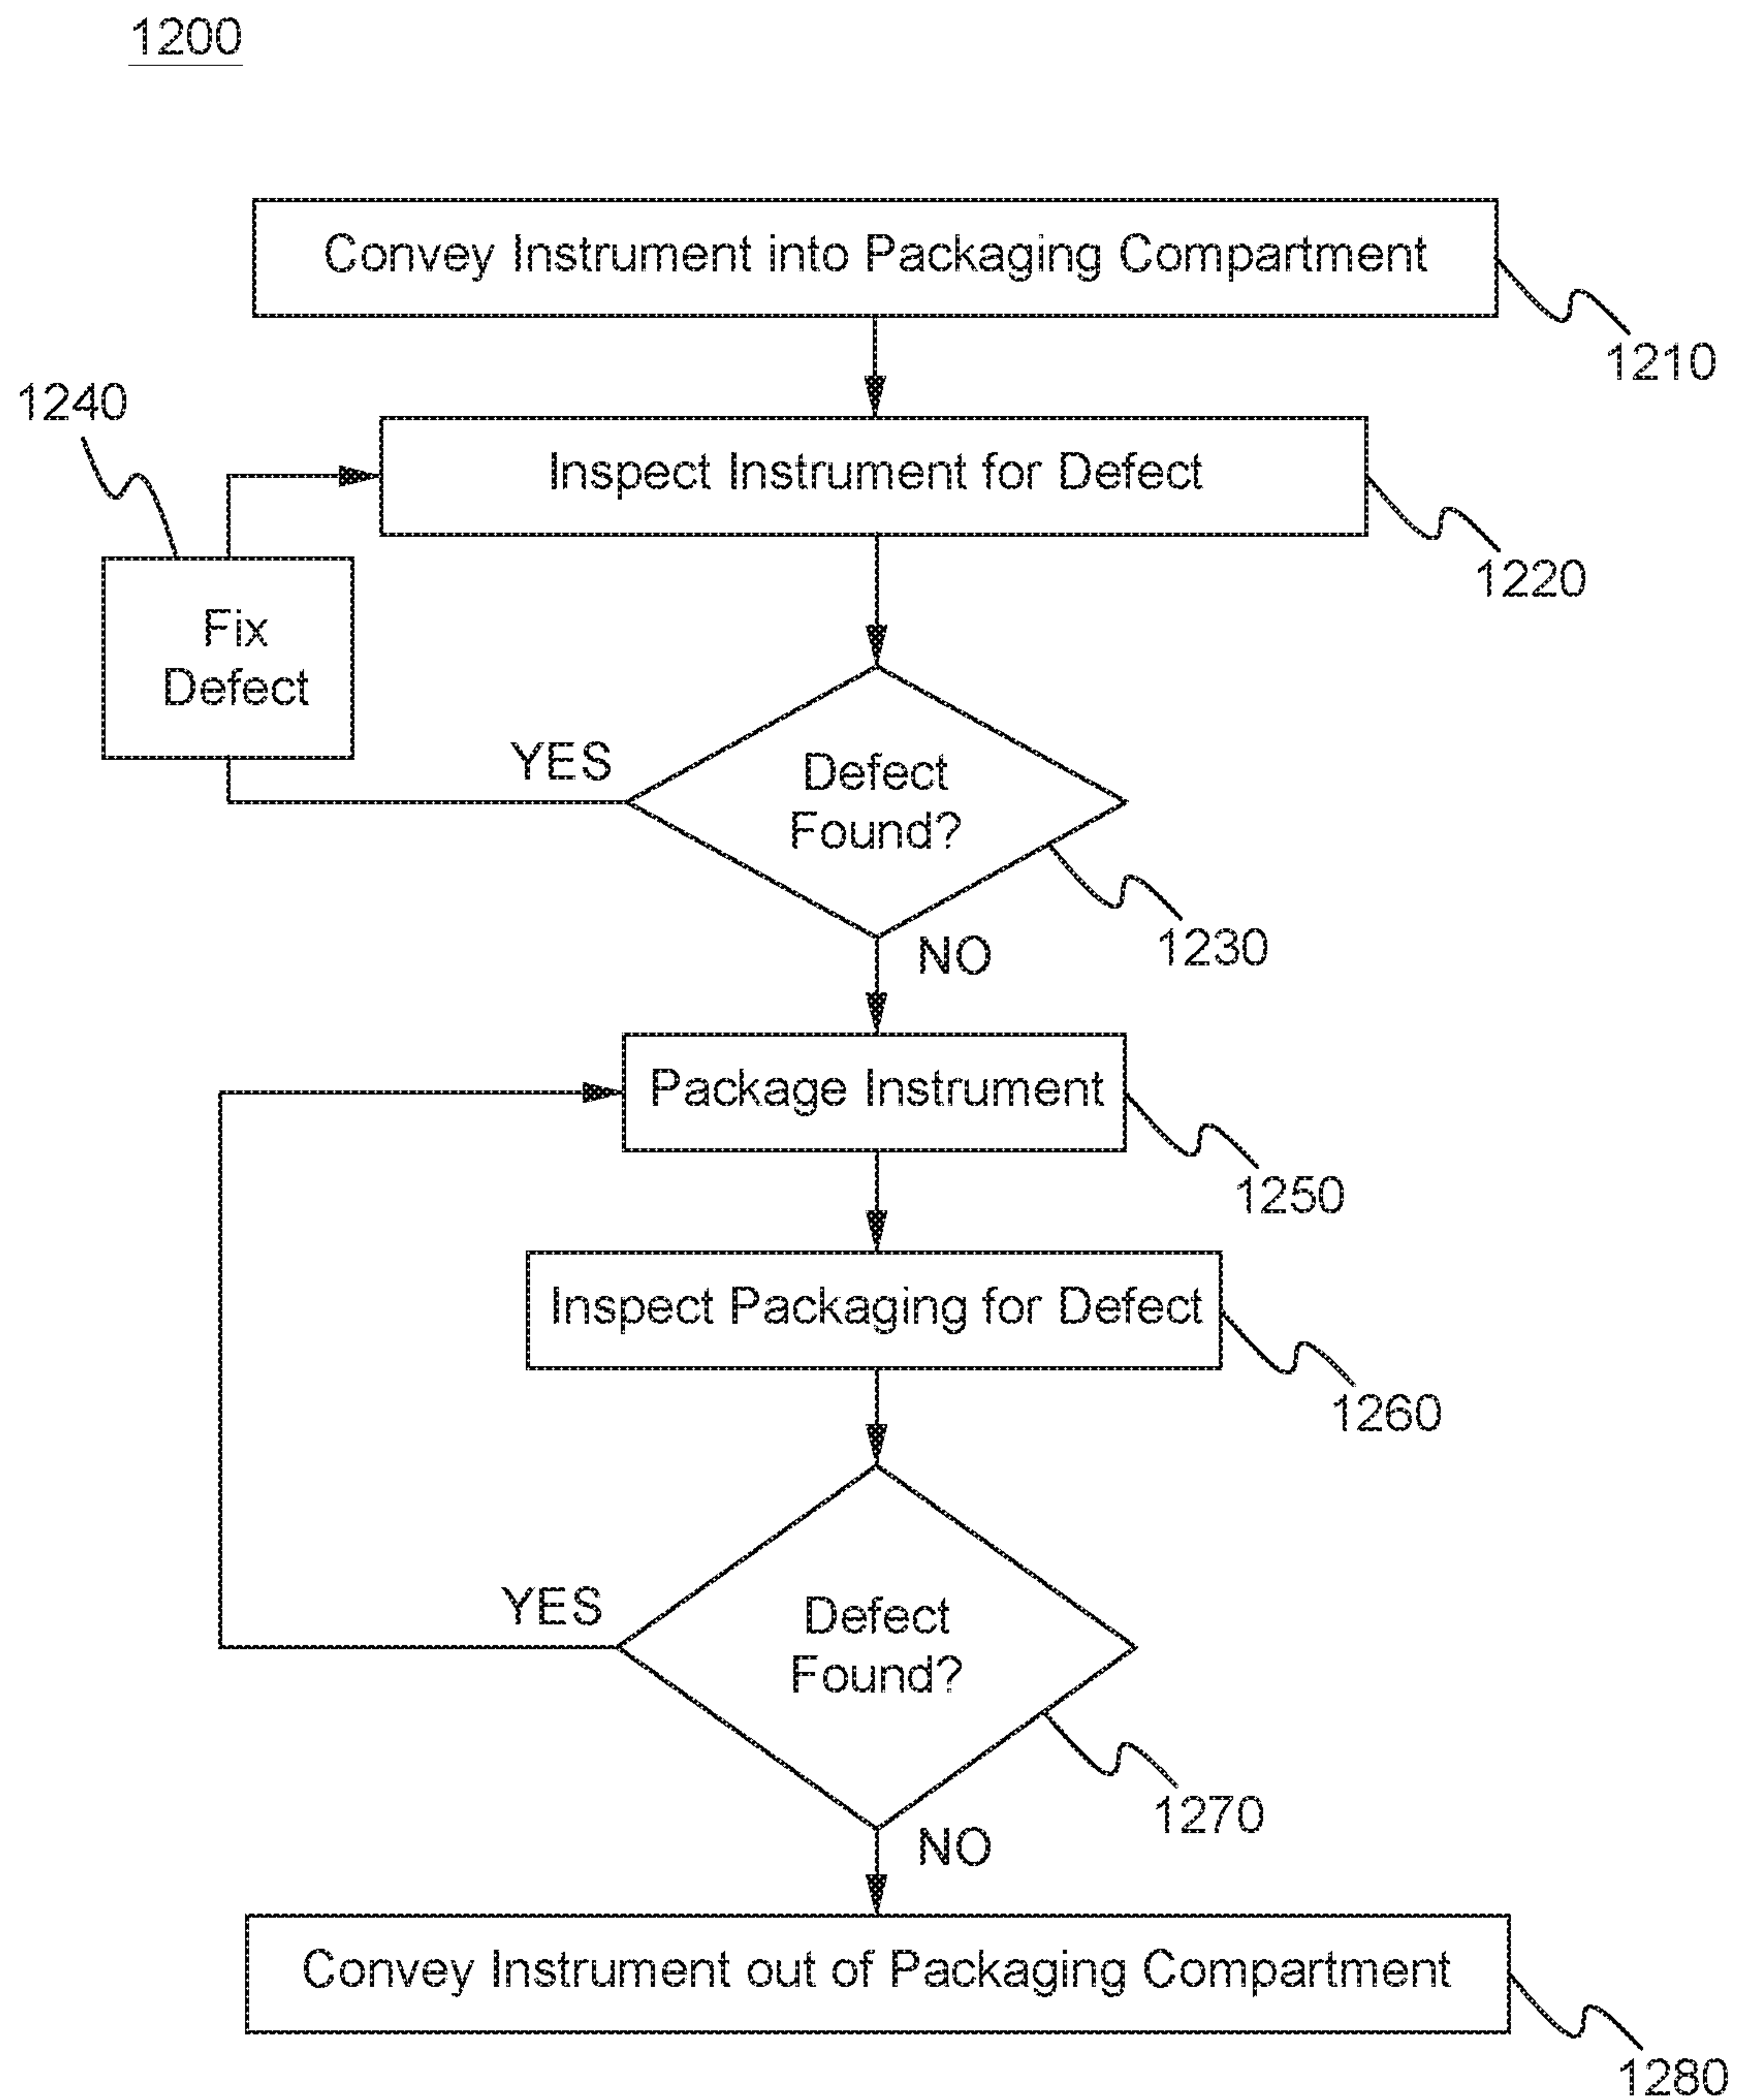 1200
Convey Instrument into Packaging Compartment
1210
1240
Inspect Instrument for Defect
1220
Fix
Defect
YES
Defect
Found?
1230
NO
Package Instrument
1250
Inspect Packaging for Defect
1260
YES
Defect
Found?
1270
NO
Convey Instrument out of Packaging Compartment
1280